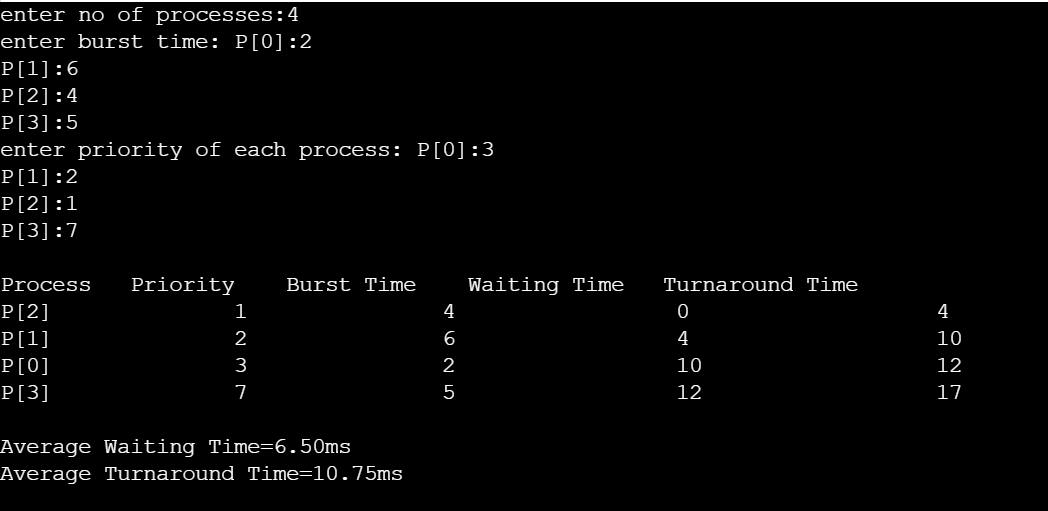 enter no of processes:4
enter burst time: P[0]:2
P[1]:6
P[2]:4
P[3]:5
enter priority of each process: P[0]:3
P[1]:2
P[2]:1
P[3]:7
Process Priority Burst Time Waiting Time Turnaround Time
P[2] 1 4 0 4
P[1] 2 6 4 10
P[0] 3 2 10 12
P[3] 7 5 12 17
Average Waiting Time=6.50ms
Average Turnaround Time=10.75ms